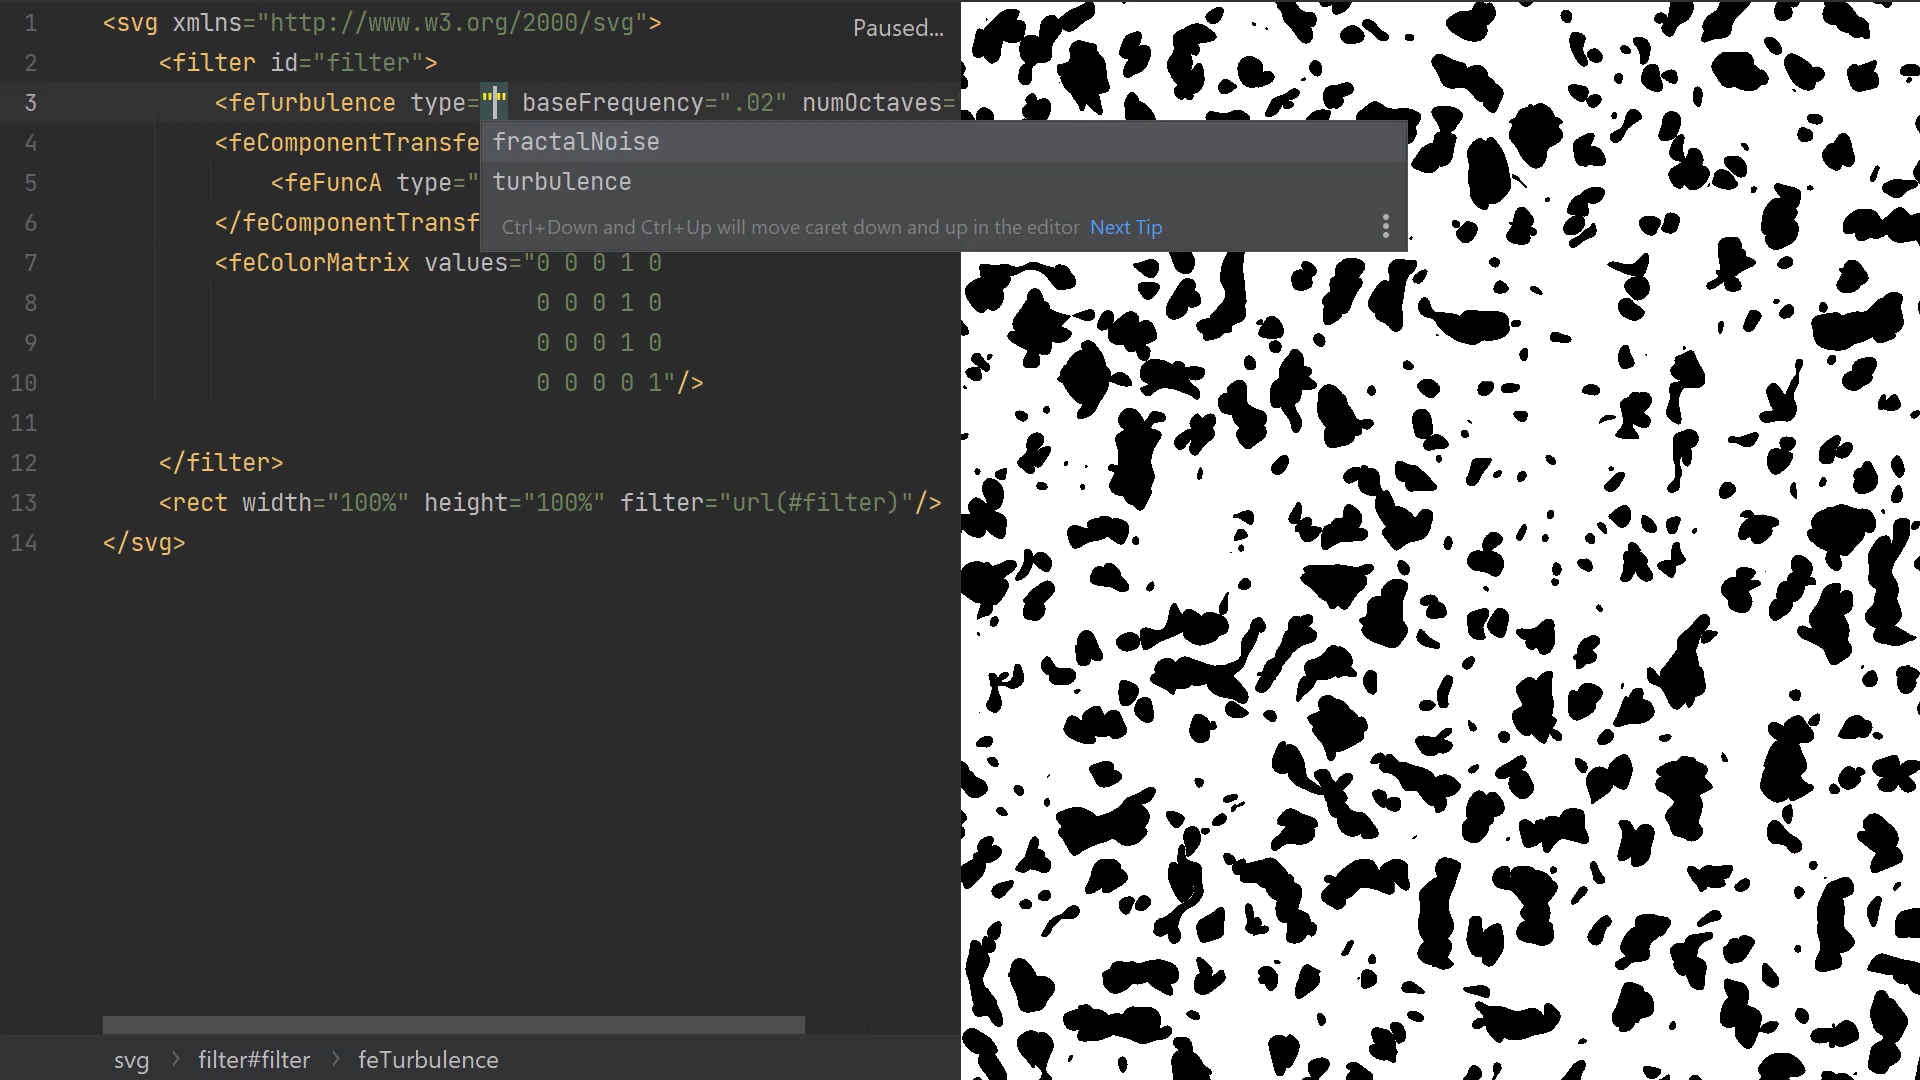 1 <svg xmlns="http://www.w3.org/2000/svg"> Paused...
2 <filter id="filter">
3 <feTurbulence type="" baseFrequency=".02" numOctaves=
4 <feComponentTransfe
5 <feFuncA type="
6 </feComponentTransf
fractalNoise
turbulence
Ctrl+Down and Ctrl+Up will move caret down and up in the editor Next Tip
7 <feColorMatrix values="0 0 0 1 0
8 0 0 0 1 0
9 0 0 0 1 0
10 0 0 0 0 1"/>
11
12 </filter>
13 <rect width="100%" height="100%" filter="url(#filter)"/>
14 </svg>
svg > filter#filter > feTurbulence